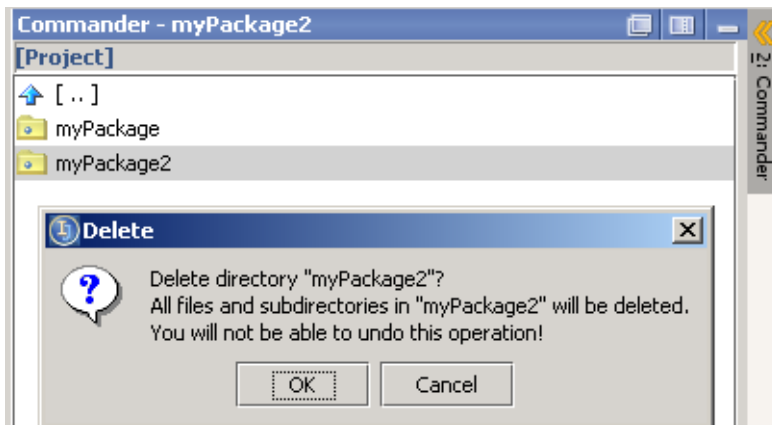 Commander - myPackage2
[Project]
[..]
myPackage
myPackage2
Delete
Delete directory "myPackage2"?
All files and subdirectories in "myPackage2" will be deleted.
You will not be able to undo this operation!
OK
Cancel
2: Commander